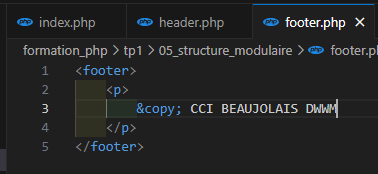 index.php header.php footer.php
formation_php > tp1 > 05_structure_modulaire > footer.p
1 <footer>
2 <p>
3 &copy; CCI BEAUJOLAIS DWWM
4 </p>
5 </footer>